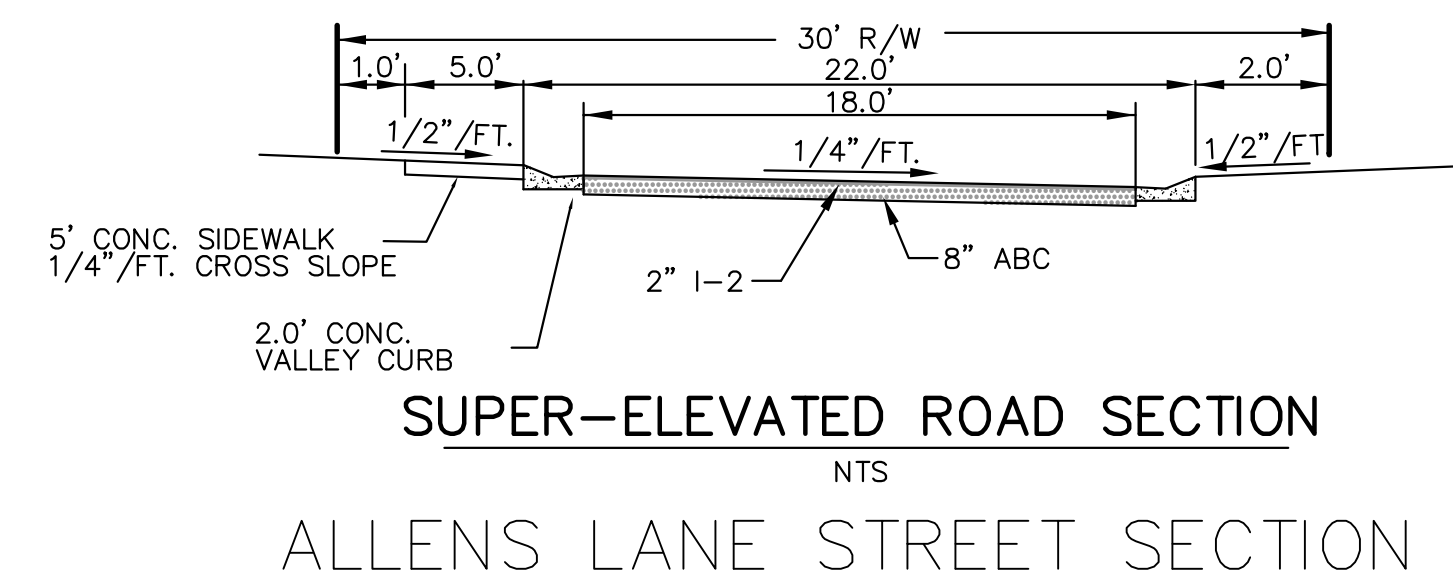 30' R/W
1.0' 5.0' 22.0' 2.0'
18.0'
1/2"/FT. 1/4"/FT. 1/2"/FT
5' CONC. SIDEWALK
1/4"/FT. CROSS SLOPE
8" ABC
2" I-2
2.0' CONC.
VALLEY CURB
SUPER-ELEVATED ROAD SECTION
NTS
ALLENS LANE STREET SECTION